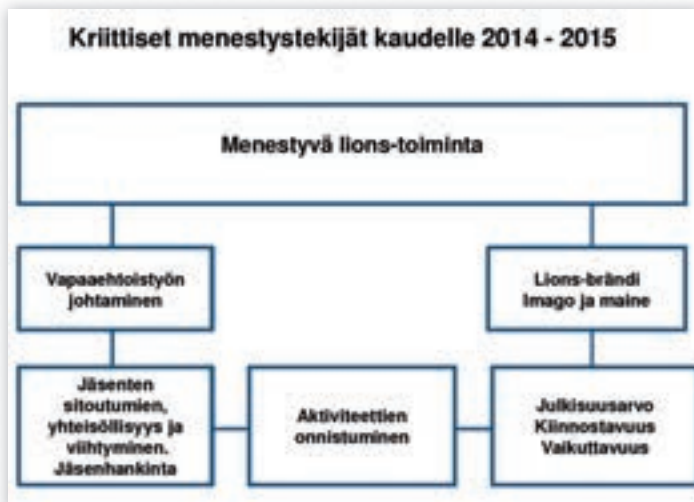 Kriittiset menestystekijät kaudelle 2014 - 2015
Menestyvä lions-toiminta
Vapaaehtoistyön
johtaminen
Lions-brändi
Imago ja maine
Jäsenten
sitoutumien,
yhteisöllisyys ja
viihtyminen.
Jäsenhankinta
Aktiviteettien
onnistuminen
Julkisuusarvo
Kiinnostavuus
Vaikuttavuus